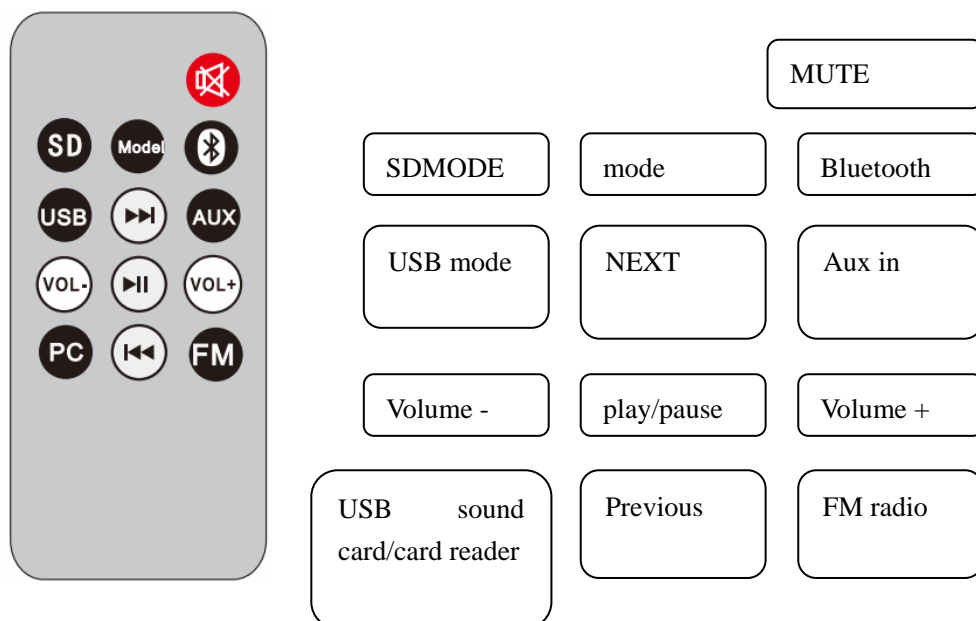 MUTE
SD Model
SDMODE mode Bluetooth
USB AUX
USB mode NEXT Aux in
VOL- VOL+
Volume - play/pause Volume +
PC FM
USB sound
card/card reader
Previous FM radio